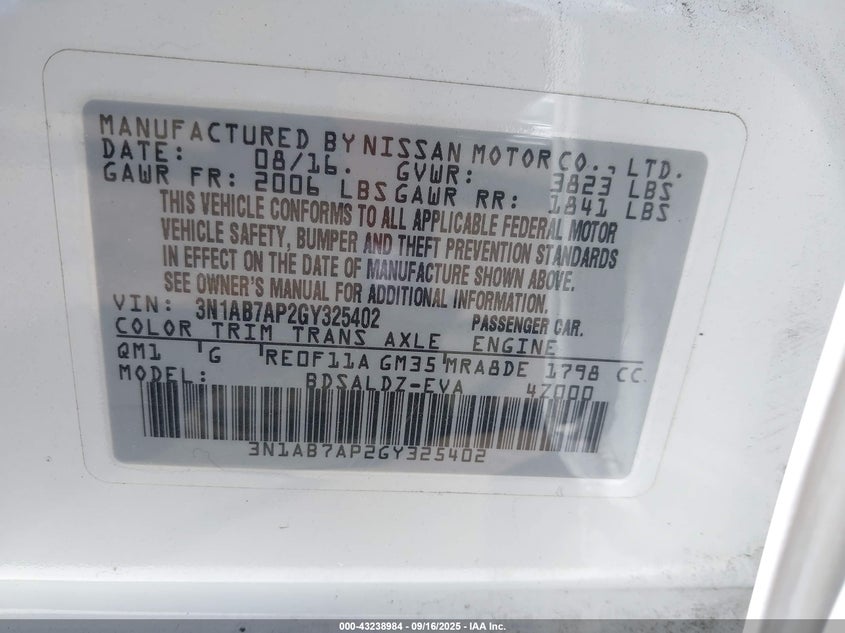 MANUFACTURED BY NISSAN MOTOR CO., LTD.
DATE: 08/16. GVWR: 3823 LBS
GAWR FR: 2006 LBS GAWR RR: 1841 LBS
THIS VEHICLE CONFORMS TO ALL APPLICABLE FEDERAL MOTOR
VEHICLE SAFETY, BUMPER AND THEFT PREVENTION STANDARDS
IN EFFECT ON THE DATE OF MANUFACTURE SHOWN ABOVE.
SEE OWNER'S MANUAL FOR ADDITIONAL INFORMATION.
VIN: 3N1AB7AP2GY325402 PASSENGER CAR.
COLOR TRIM TRANS AXLE ENGINE
QM1 G RE0F11A GM35 MRA8DE 1798 CC.
MODEL: BDSALDZ-EVA 4Z000
3N1AB7AP2GY325402
000-43238984 - 09/16/2025 - IAA Inc.